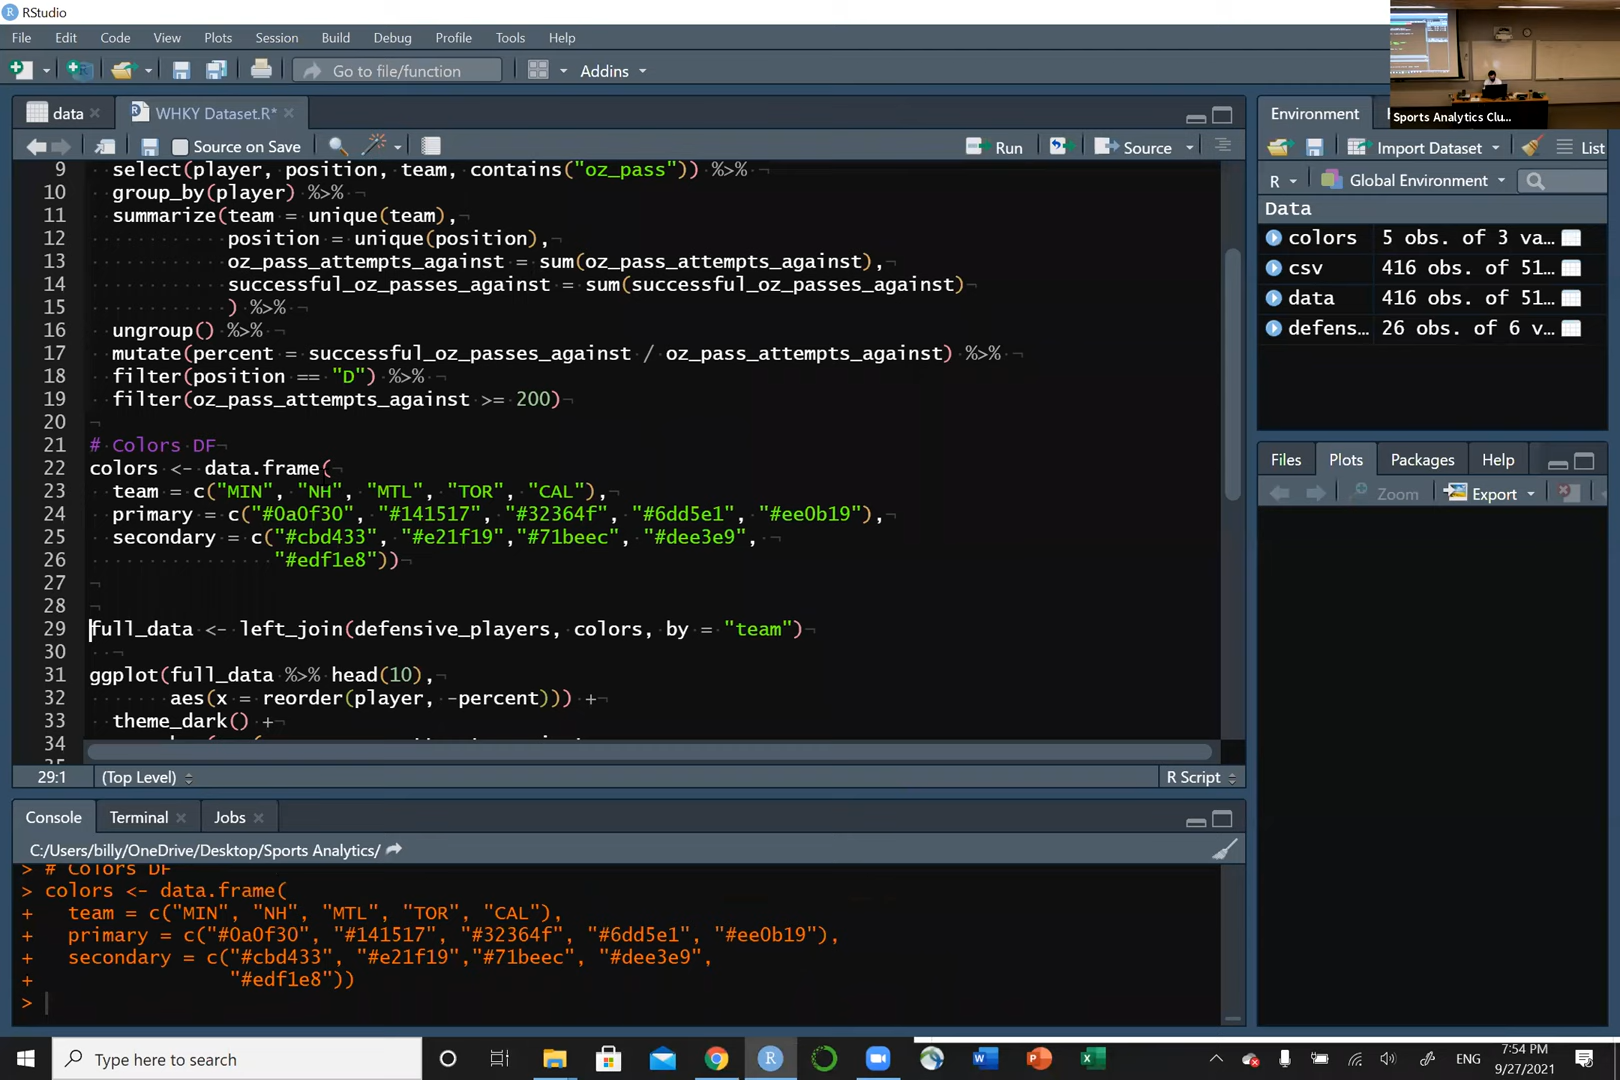 RStudio
File Edit Code View Plots Session Build Debug Profile Tools Help
Go to file/function
Addins
Sports Analytics Clu...
data
WHKY Dataset.R*
Source on Save
Run
Source
9 select(player, position, team, contains("oz_pass")) %>%
10 group_by(player) %>%
11 summarize(team = unique(team),
12 position = unique(position),
13 oz_pass_attempts_against = sum(oz_pass_attempts_against),
14 successful_oz_passes_against = sum(successful_oz_passes_against)
15 ) %>%
16 ungroup() %>%
17 mutate(percent = successful_oz_passes_against / oz_pass_attempts_against) %>%
18 filter(position == "D") %>%
19 filter(oz_pass_attempts_against >= 200)
20
21 # Colors DF
22 colors <- data.frame(
23 team = c("MIN", "NH", "MTL", "TOR", "CAL"),
24 primary = c("#0a0f30", "#141517", "#32364f", "#6dd5e1", "#ee0b19"),
25 secondary = c("#cbd433", "#e21f19","#71beec", "#dee3e9",
26 "#edf1e8"))
27
28
29 full_data <- left_join(defensive_players, colors, by = "team")
30
31 ggplot(full_data %>% head(10),
32 aes(x = reorder(player, -percent))) +
33 theme_dark() +
34
29:1
(Top Level)
R Script
Console
Terminal
Jobs
C:/Users/billy/OneDrive/Desktop/Sports Analytics/
> # Colors DF
> colors <- data.frame(
+ team = c("MIN", "NH", "MTL", "TOR", "CAL"),
+ primary = c("#0a0f30", "#141517", "#32364f", "#6dd5e1", "#ee0b19"),
+ secondary = c("#cbd433", "#e21f19","#71beec", "#dee3e9",
+ "#edf1e8"))
>
Environment
Import Dataset
List
R
Global Environment
Data
colors 5 obs. of 3 va...
csv 416 obs. of 51...
data 416 obs. of 51...
defens... 26 obs. of 6 v...
Files Plots Packages Help
Zoom
Export
Type here to search
ENG
7:54 PM
9/27/2021